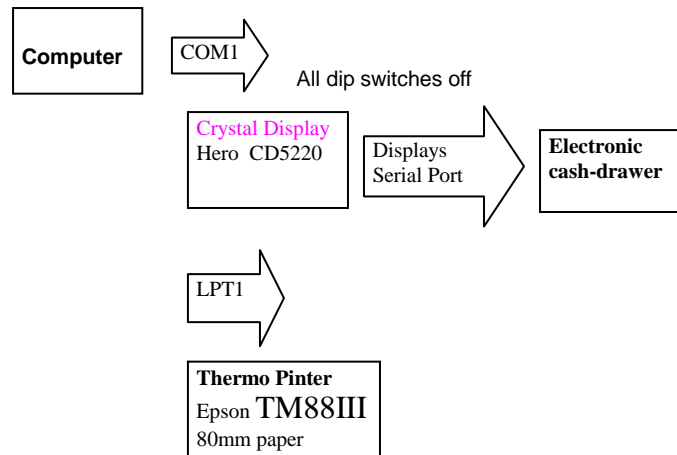 Computer
COM1
All dip switches off
Crystal Display
Hero CD5220
Displays
Serial Port
Electronic
cash-drawer
LPT1
Thermo Pinter
Epson TM88III
80mm paper